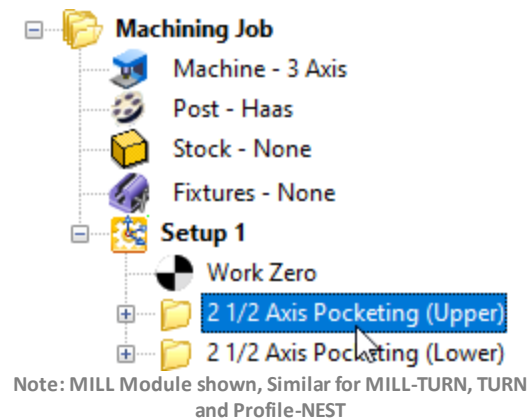 Machining Job
Machine - 3 Axis
Post - Haas
Stock - None
Fixtures - None
Setup 1
Work Zero
2 1/2 Axis Pocketing (Upper)
2 1/2 Axis Pocketing (Lower)
Note: MILL Module shown, Similar for MILL-TURN, TURN
and Profile-NEST